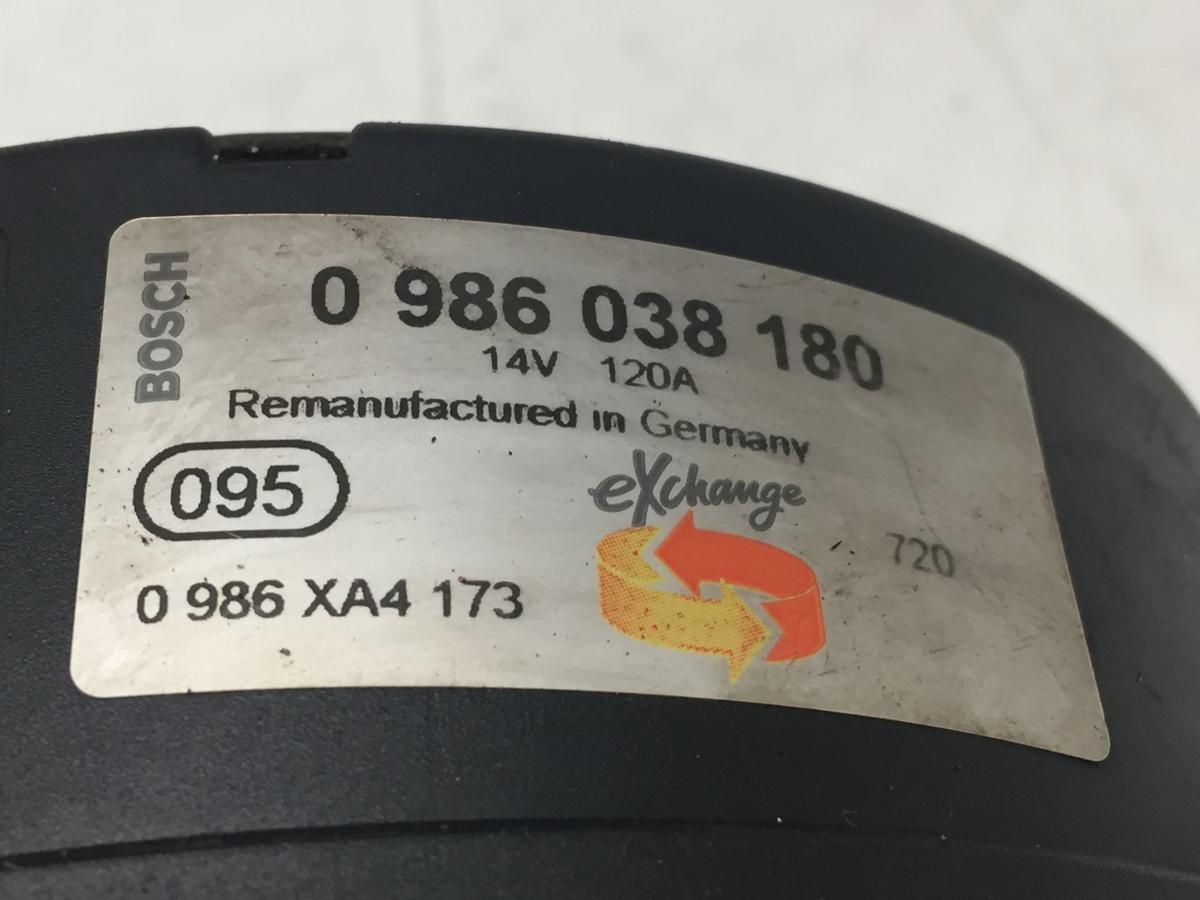 BOSCH
0 986 038 180
14V 120A
Remanufactured in Germany
095
eXchange
720
0 986 XA4 173